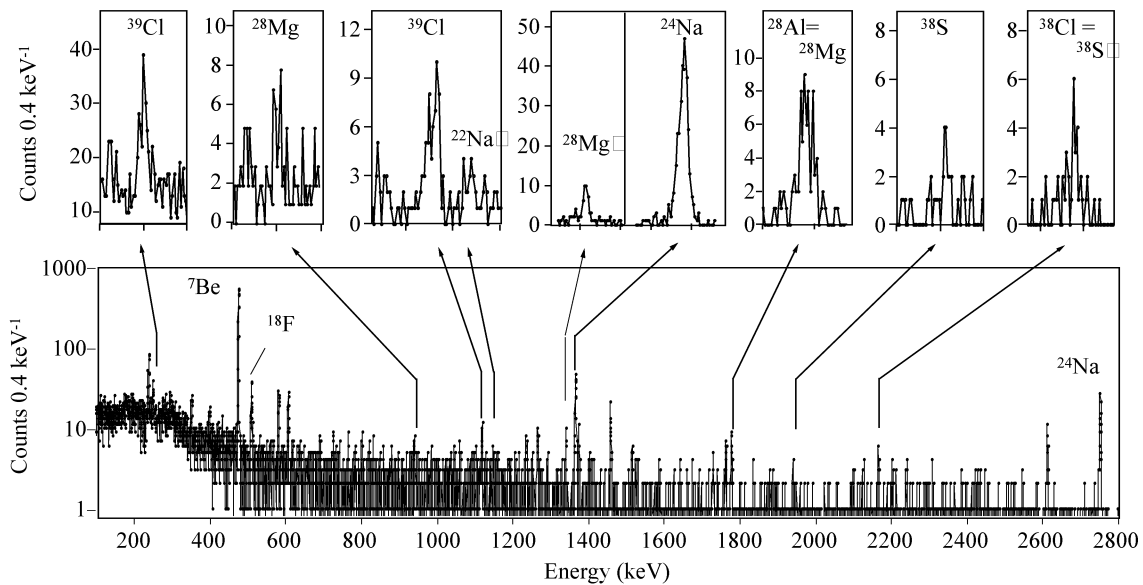 ³⁹Cl
²⁸Mg
³⁹Cl
²²Na□
²⁸Mg□
²⁴Na
²⁸Al=
²⁸Mg
³⁸S
³⁸Cl =
³⁸S□
Counts 0.4 keV⁻¹
40
30
20
10
10
8
6
4
2
0
12
9
6
3
0
50
40
30
20
10
0
10
8
6
4
2
0
8
6
4
2
0
8
6
4
2
0
⁷Be
¹⁸F
²⁴Na
Counts 0.4 keV⁻¹
1000
100
10
1
200 400 600 800 1000 1200 1400 1600 1800 2000 2200 2400 2600 2800
Energy (keV)